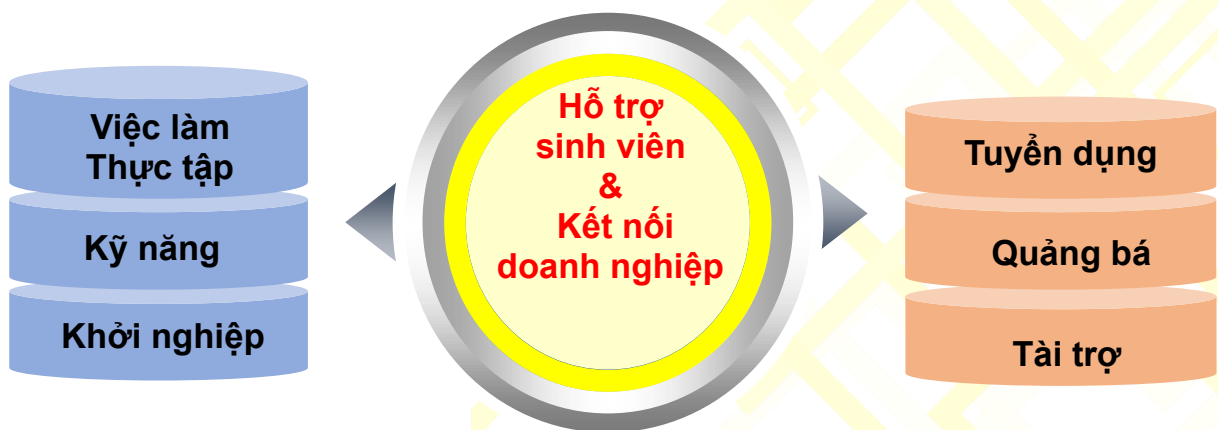 Việc làm
Thực tập
Kỹ năng
Khởi nghiệp
Hỗ trợ
sinh viên
&
Kết nối
doanh nghiệp
Tuyển dụng
Quảng bá
Tài trợ